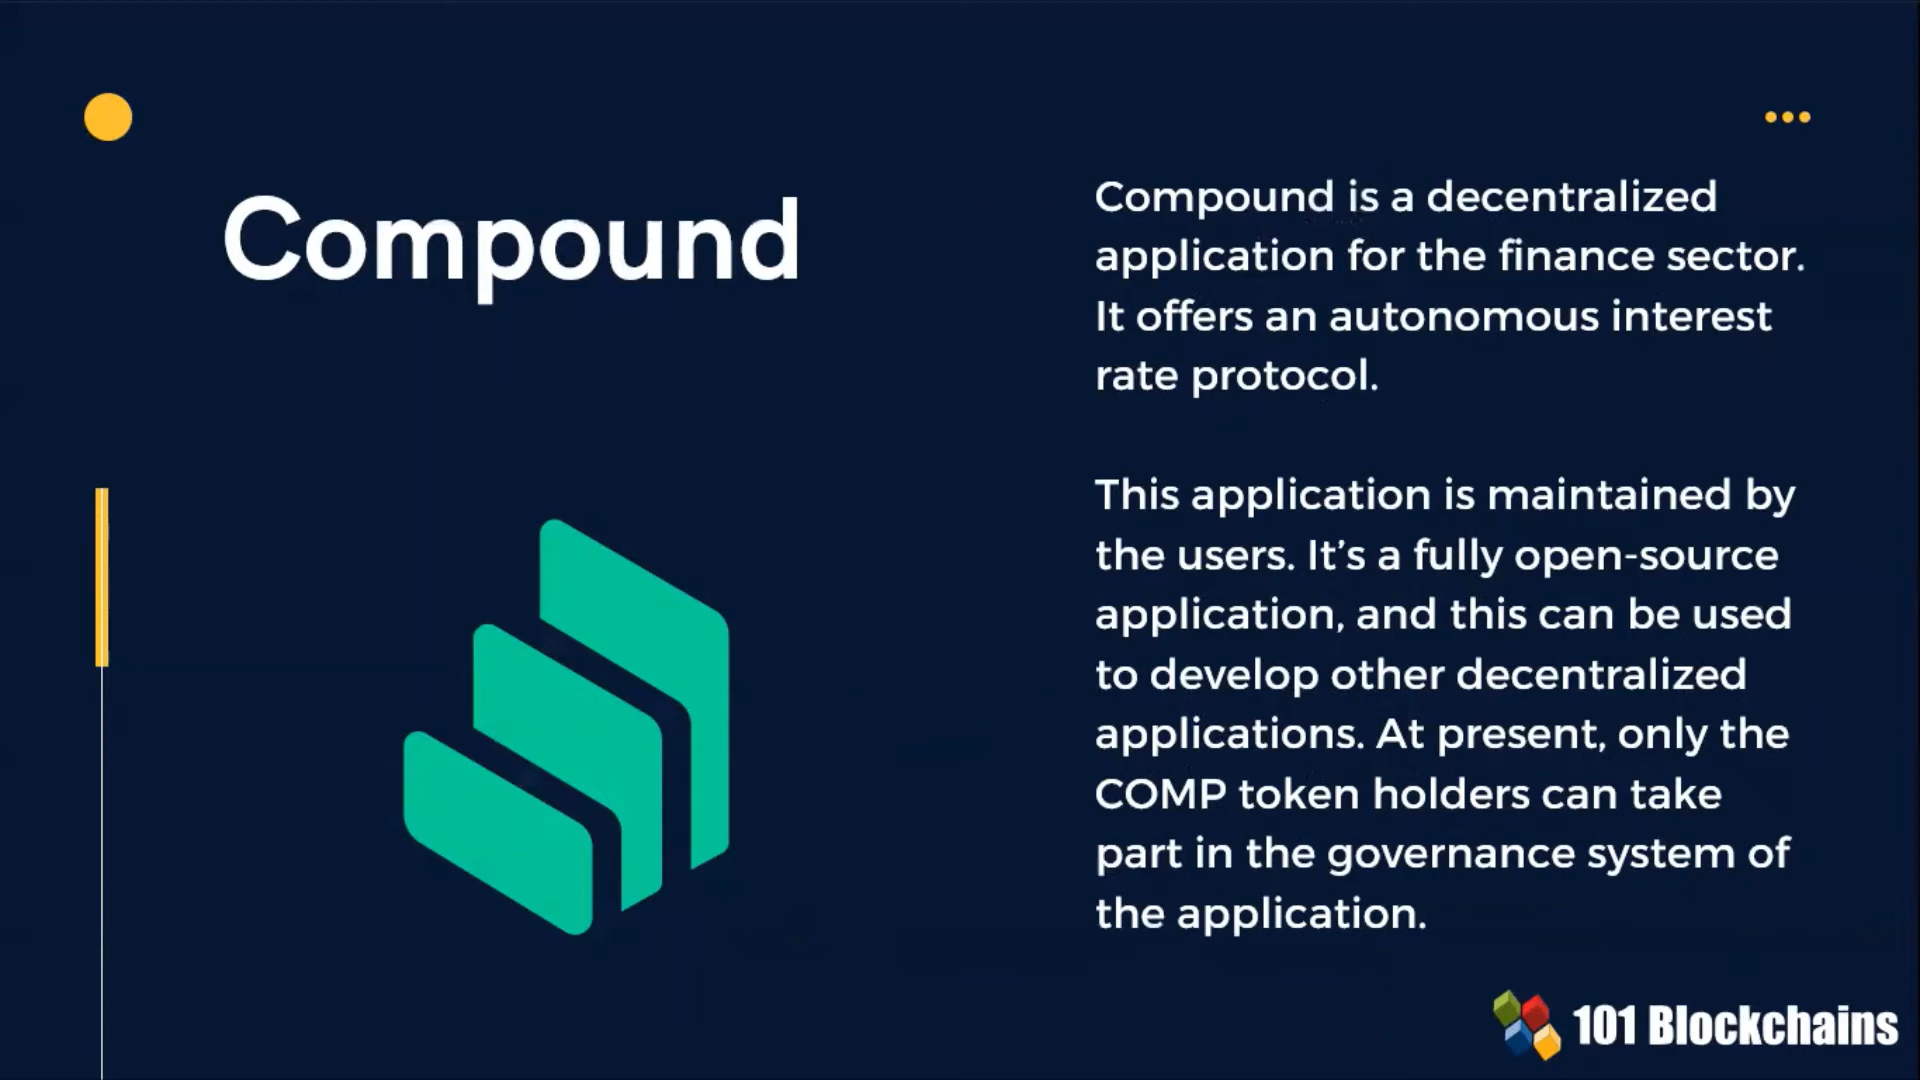 Compound
Compound is a decentralized
application for the finance sector.
It offers an autonomous interest
rate protocol.
This application is maintained by
the users. It’s a fully open-source
application, and this can be used
to develop other decentralized
applications. At present, only the
COMP token holders can take
part in the governance system of
the application.
101 Blockchains